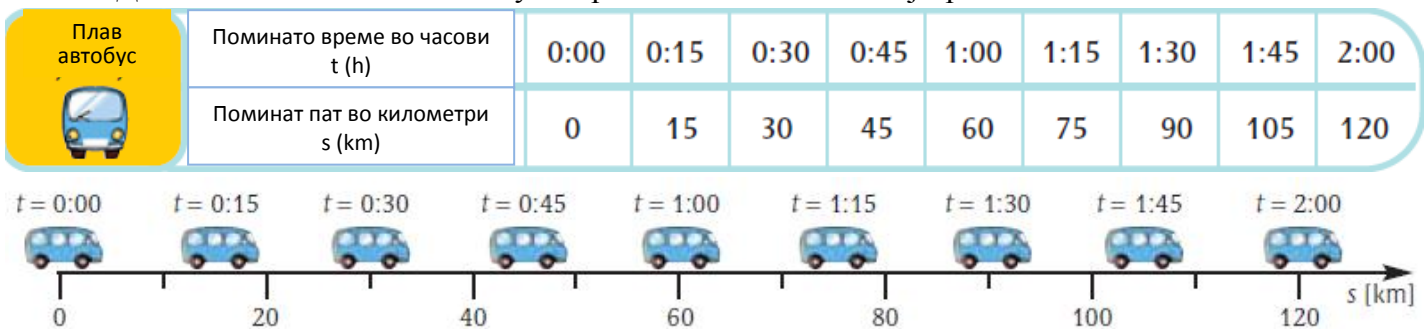 Плав автобус
Поминато време во часови t (h) 0:00 0:15 0:30 0:45 1:00 1:15 1:30 1:45 2:00
Поминат пат во километри s (km) 0 15 30 45 60 75 90 105 120
t = 0:00 t = 0:15 t = 0:30 t = 0:45 t = 1:00 t = 1:15 t = 1:30 t = 1:45 t = 2:00
0 20 40 60 80 100 120 s [km]